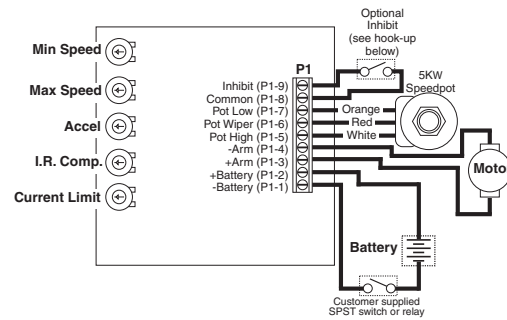 Optional
Inhibit
(see hook-up
below)
Min Speed
Max Speed
Accel
I.R. Comp.
Current Limit
P1
Inhibit (P1-9)
Common (P1-8)
Pot Low (P1-7)
Pot Wiper (P1-6)
Pot High (P1-5)
-Arm (P1-4)
+Arm (P1-3)
+Battery (P1-2)
-Battery (P1-1)
Orange
Red
White
5KW
Speedpot
Moto
Battery
Customer supplied
SPST switch or relay